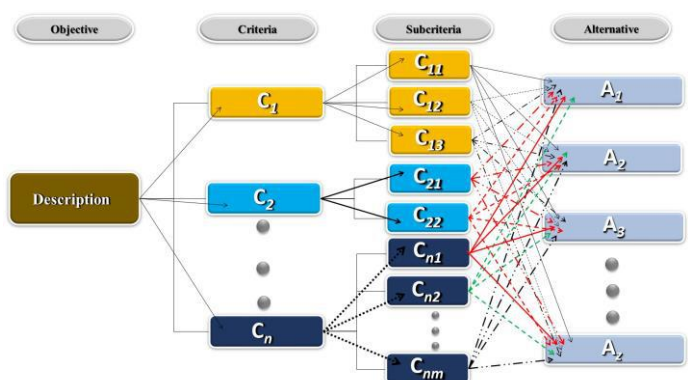 Objective
Criteria
Subcriteria
Alternative
Description
C1
C2
Cn
C11
C12
C13
C21
C22
Cn1
Cn2
Cnm
A1
A2
A3
Az